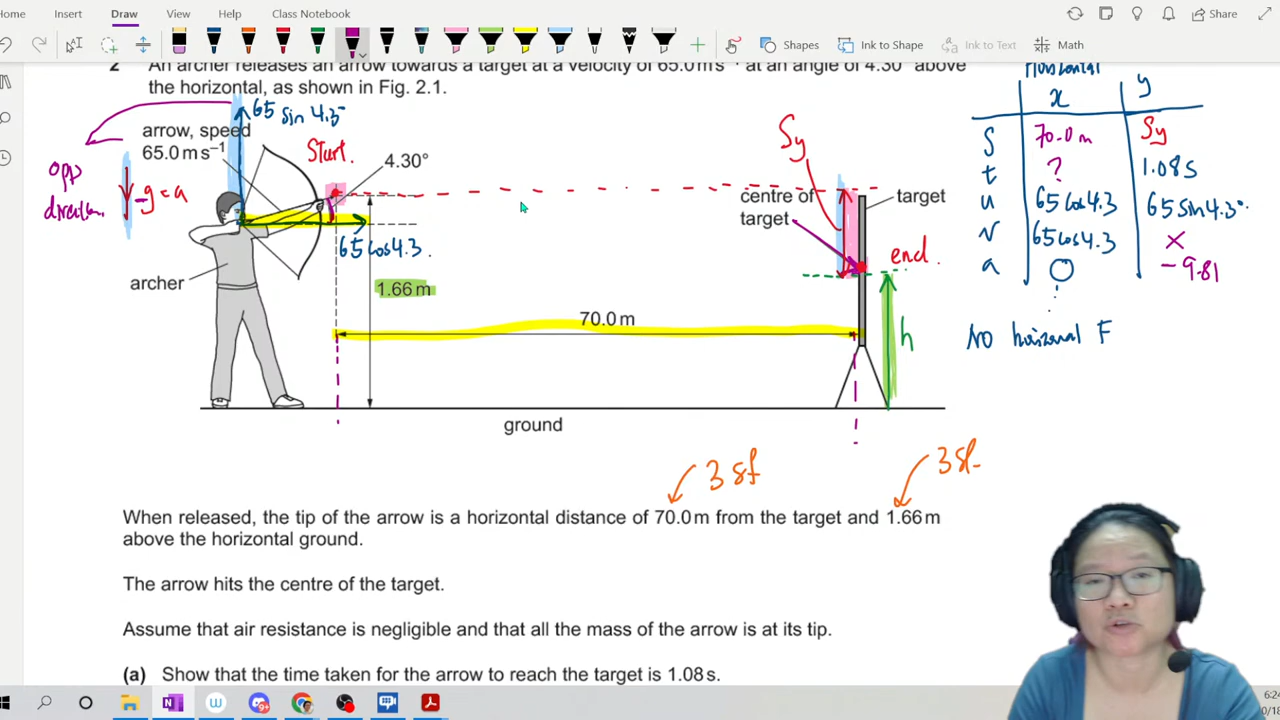 Home
Draw
View
Help
Class Notebook
Share
Shapes
Ink to Shape
Ink to Text
Math
2 An archer releases an arrow towards a target at a velocity of 65.0 m s⁻¹ at an angle of 4.30° above
the horizontal, as shown in Fig. 2.1.
65 sin 4.3°
arrow, speed
65.0 m s⁻¹
Start.
4.30°
opp
direction.
-g = a
65 cos 4.3.
archer
1.66 m
70.0 m
Sy
centre of
target
target
end.
h
ground
Horizontal
x y
S 70.0 m Sy
t ? 1.08 s
u 65 cos 4.3 65 sin 4.3°
v 65 cos 4.3 ×
a 0 - 9.81
No horizonal F
3 sf
3 sf
When released, the tip of the arrow is a horizontal distance of 70.0 m from the target and 1.66 m
above the horizontal ground.
The arrow hits the centre of the target.
Assume that air resistance is negligible and that all the mass of the arrow is at its tip.
(a) Show that the time taken for the arrow to reach the target is 1.08 s.